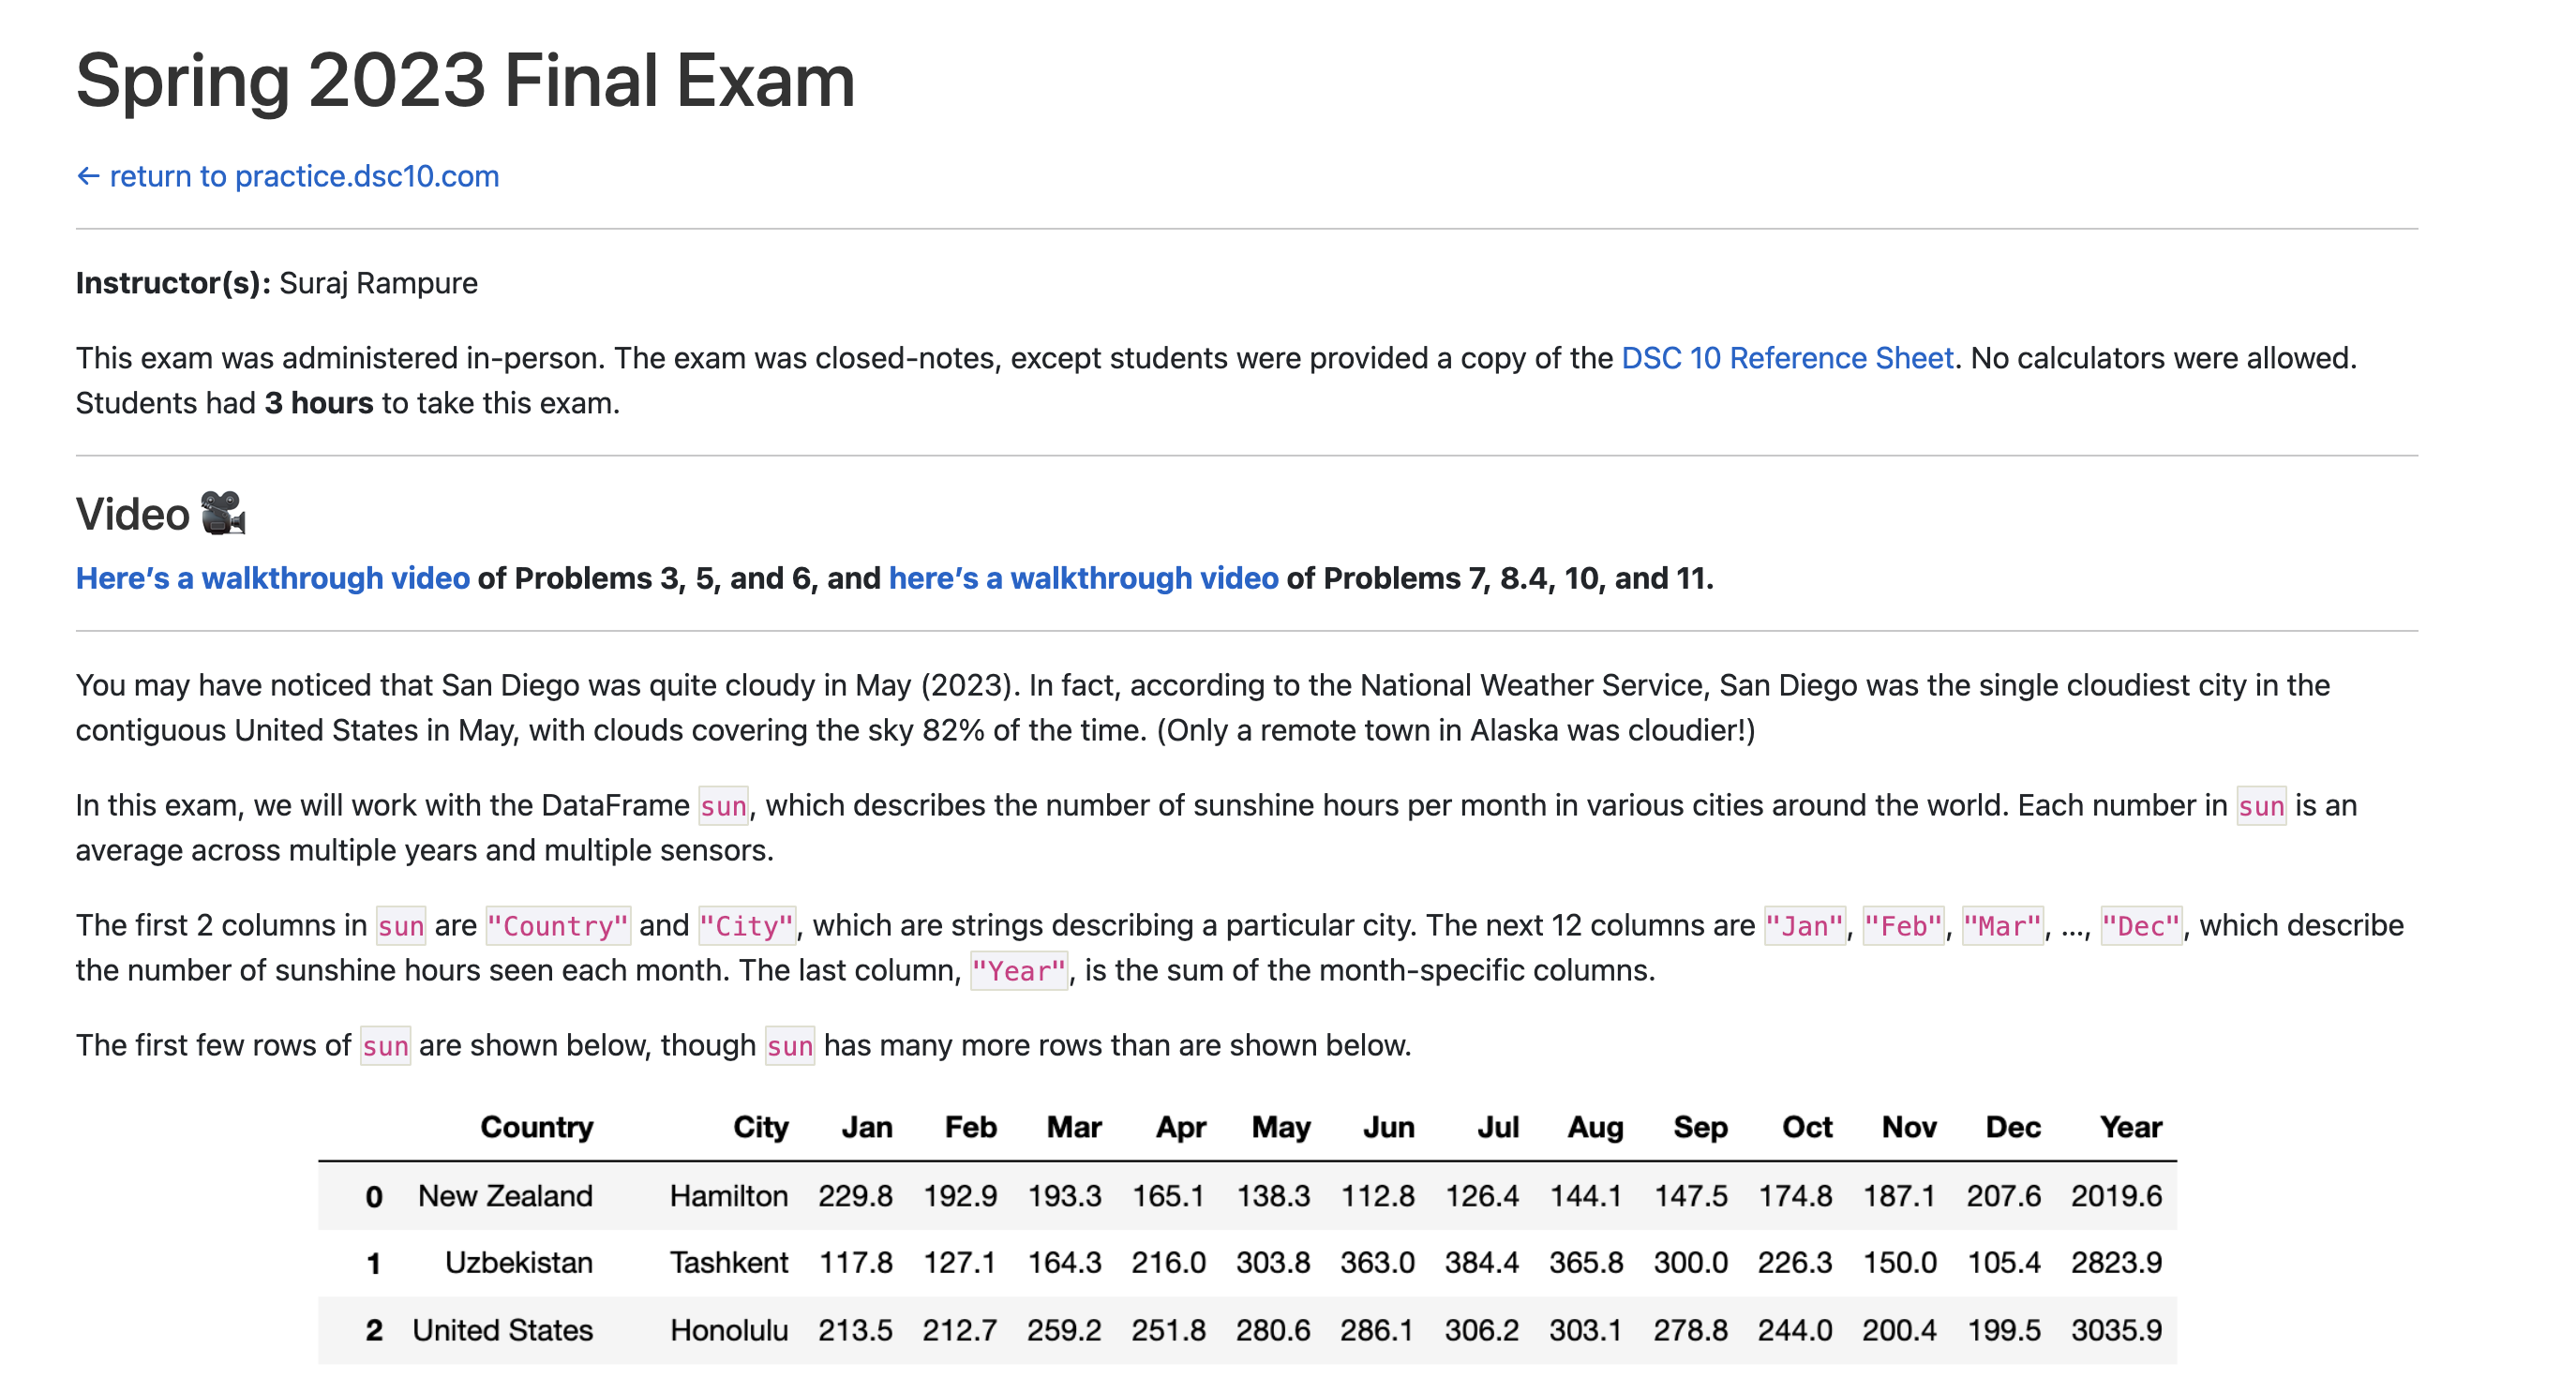 Spring 2023 Final Exam
← return to practice.dsc10.com
Instructor(s): Suraj Rampure
This exam was administered in-person. The exam was closed-notes, except students were provided a copy of the DSC 10 Reference Sheet. No calculators were allowed.
Students had 3 hours to take this exam.
Video 🎥
Here’s a walkthrough video of Problems 3, 5, and 6, and here’s a walkthrough video of Problems 7, 8.4, 10, and 11.
You may have noticed that San Diego was quite cloudy in May (2023). In fact, according to the National Weather Service, San Diego was the single cloudiest city in the
contiguous United States in May, with clouds covering the sky 82% of the time. (Only a remote town in Alaska was cloudier!)
In this exam, we will work with the DataFrame sun, which describes the number of sunshine hours per month in various cities around the world. Each number in sun is an
average across multiple years and multiple sensors.
The first 2 columns in sun are "Country" and "City", which are strings describing a particular city. The next 12 columns are "Jan", "Feb", "Mar", …, "Dec", which describe
the number of sunshine hours seen each month. The last column, "Year", is the sum of the month-specific columns.
The first few rows of sun are shown below, though sun has many more rows than are shown below.
Country City Jan Feb Mar Apr May Jun Jul Aug Sep Oct Nov Dec Year
0 New Zealand Hamilton 229.8 192.9 193.3 165.1 138.3 112.8 126.4 144.1 147.5 174.8 187.1 207.6 2019.6
1 Uzbekistan Tashkent 117.8 127.1 164.3 216.0 303.8 363.0 384.4 365.8 300.0 226.3 150.0 105.4 2823.9
2 United States Honolulu 213.5 212.7 259.2 251.8 280.6 286.1 306.2 303.1 278.8 244.0 200.4 199.5 3035.9